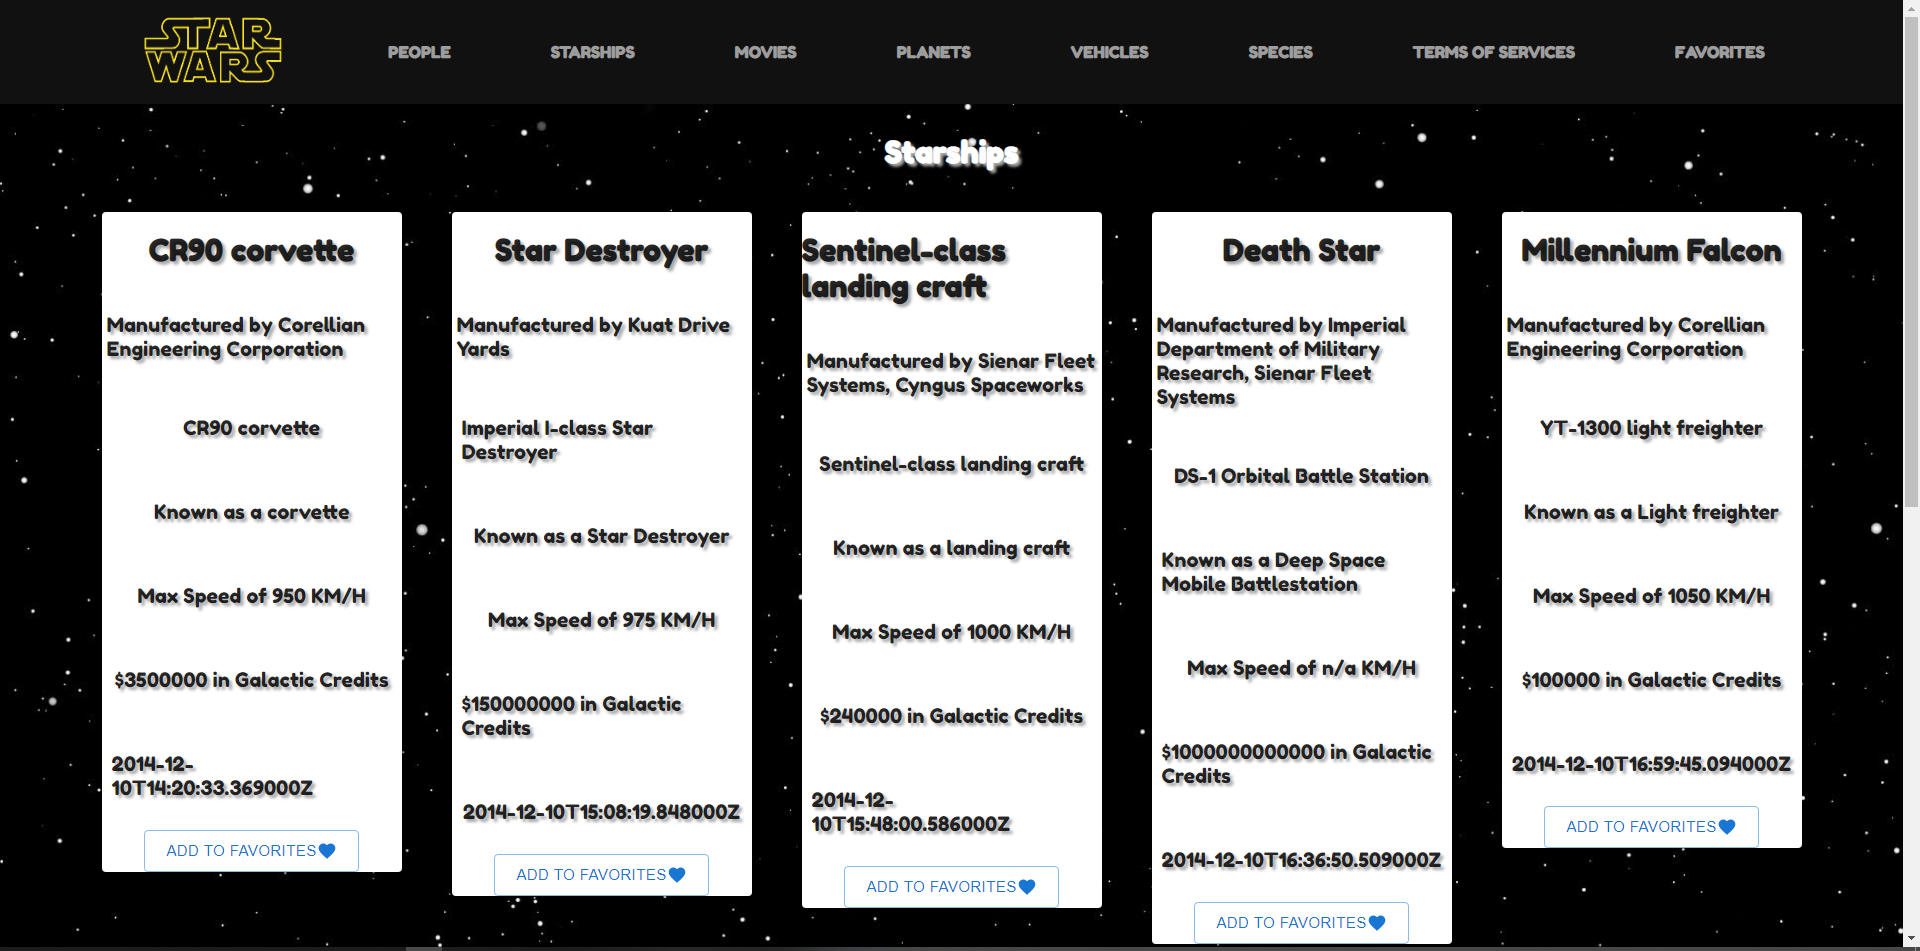 STAR
WARS
PEOPLE
STARSHIPS
MOVIES
PLANETS
VEHICLES
SPECIES
TERMS OF SERVICES
FAVORITES
Starships
CR90 corvette
Manufactured by Corellian
Engineering Corporation
CR90 corvette
Known as a corvette
Max Speed of 950 KM/H
$3500000 in Galactic Credits
2014-12-
10T14:20:33.369000Z
ADD TO FAVORITES
Star Destroyer
Manufactured by Kuat Drive
Yards
Imperial I-class Star
Destroyer
Known as a Star Destroyer
Max Speed of 975 KM/H
$150000000 in Galactic
Credits
2014-12-10T15:08:19.848000Z
ADD TO FAVORITES
Sentinel-class
landing craft
Manufactured by Sienar Fleet
Systems, Cyngus Spaceworks
Sentinel-class landing craft
Known as a landing craft
Max Speed of 1000 KM/H
$240000 in Galactic Credits
2014-12-
10T15:48:00.586000Z
ADD TO FAVORITES
Death Star
Manufactured by Imperial
Department of Military
Research, Sienar Fleet
Systems
DS-1 Orbital Battle Station
Known as a Deep Space
Mobile Battlestation
Max Speed of n/a KM/H
$1000000000000 in Galactic
Credits
2014-12-10T16:36:50.509000Z
ADD TO FAVORITES
Millennium Falcon
Manufactured by Corellian
Engineering Corporation
YT-1300 light freighter
Known as a Light freighter
Max Speed of 1050 KM/H
$100000 in Galactic Credits
2014-12-10T16:59:45.094000Z
ADD TO FAVORITES